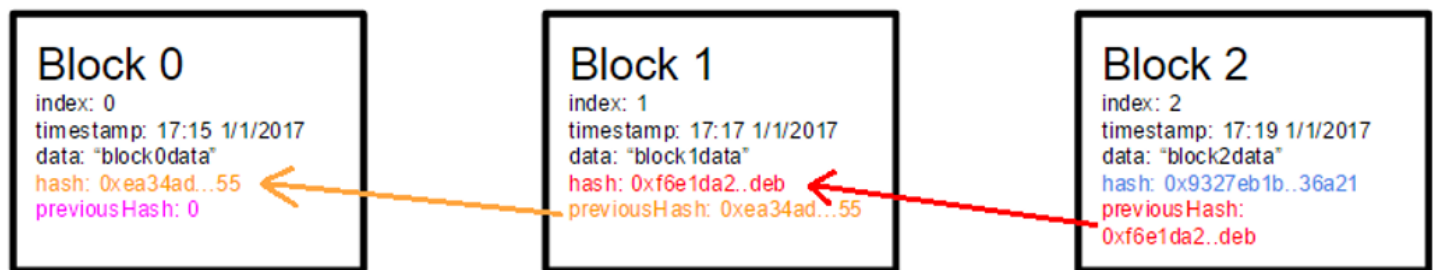 Block 0
index: 0
timestamp: 17:15 1/1/2017
data: “block0data”
hash: 0xea34ad...55
previousHash: 0
Block 1
index: 1
timestamp: 17:17 1/1/2017
data: “block1data”
hash: 0xf6e1da2..deb
previousHash: 0xea34ad...55
Block 2
index: 2
timestamp: 17:19 1/1/2017
data: “block2data”
hash: 0x9327eb1b..36a21
previousHash:
0xf6e1da2..deb